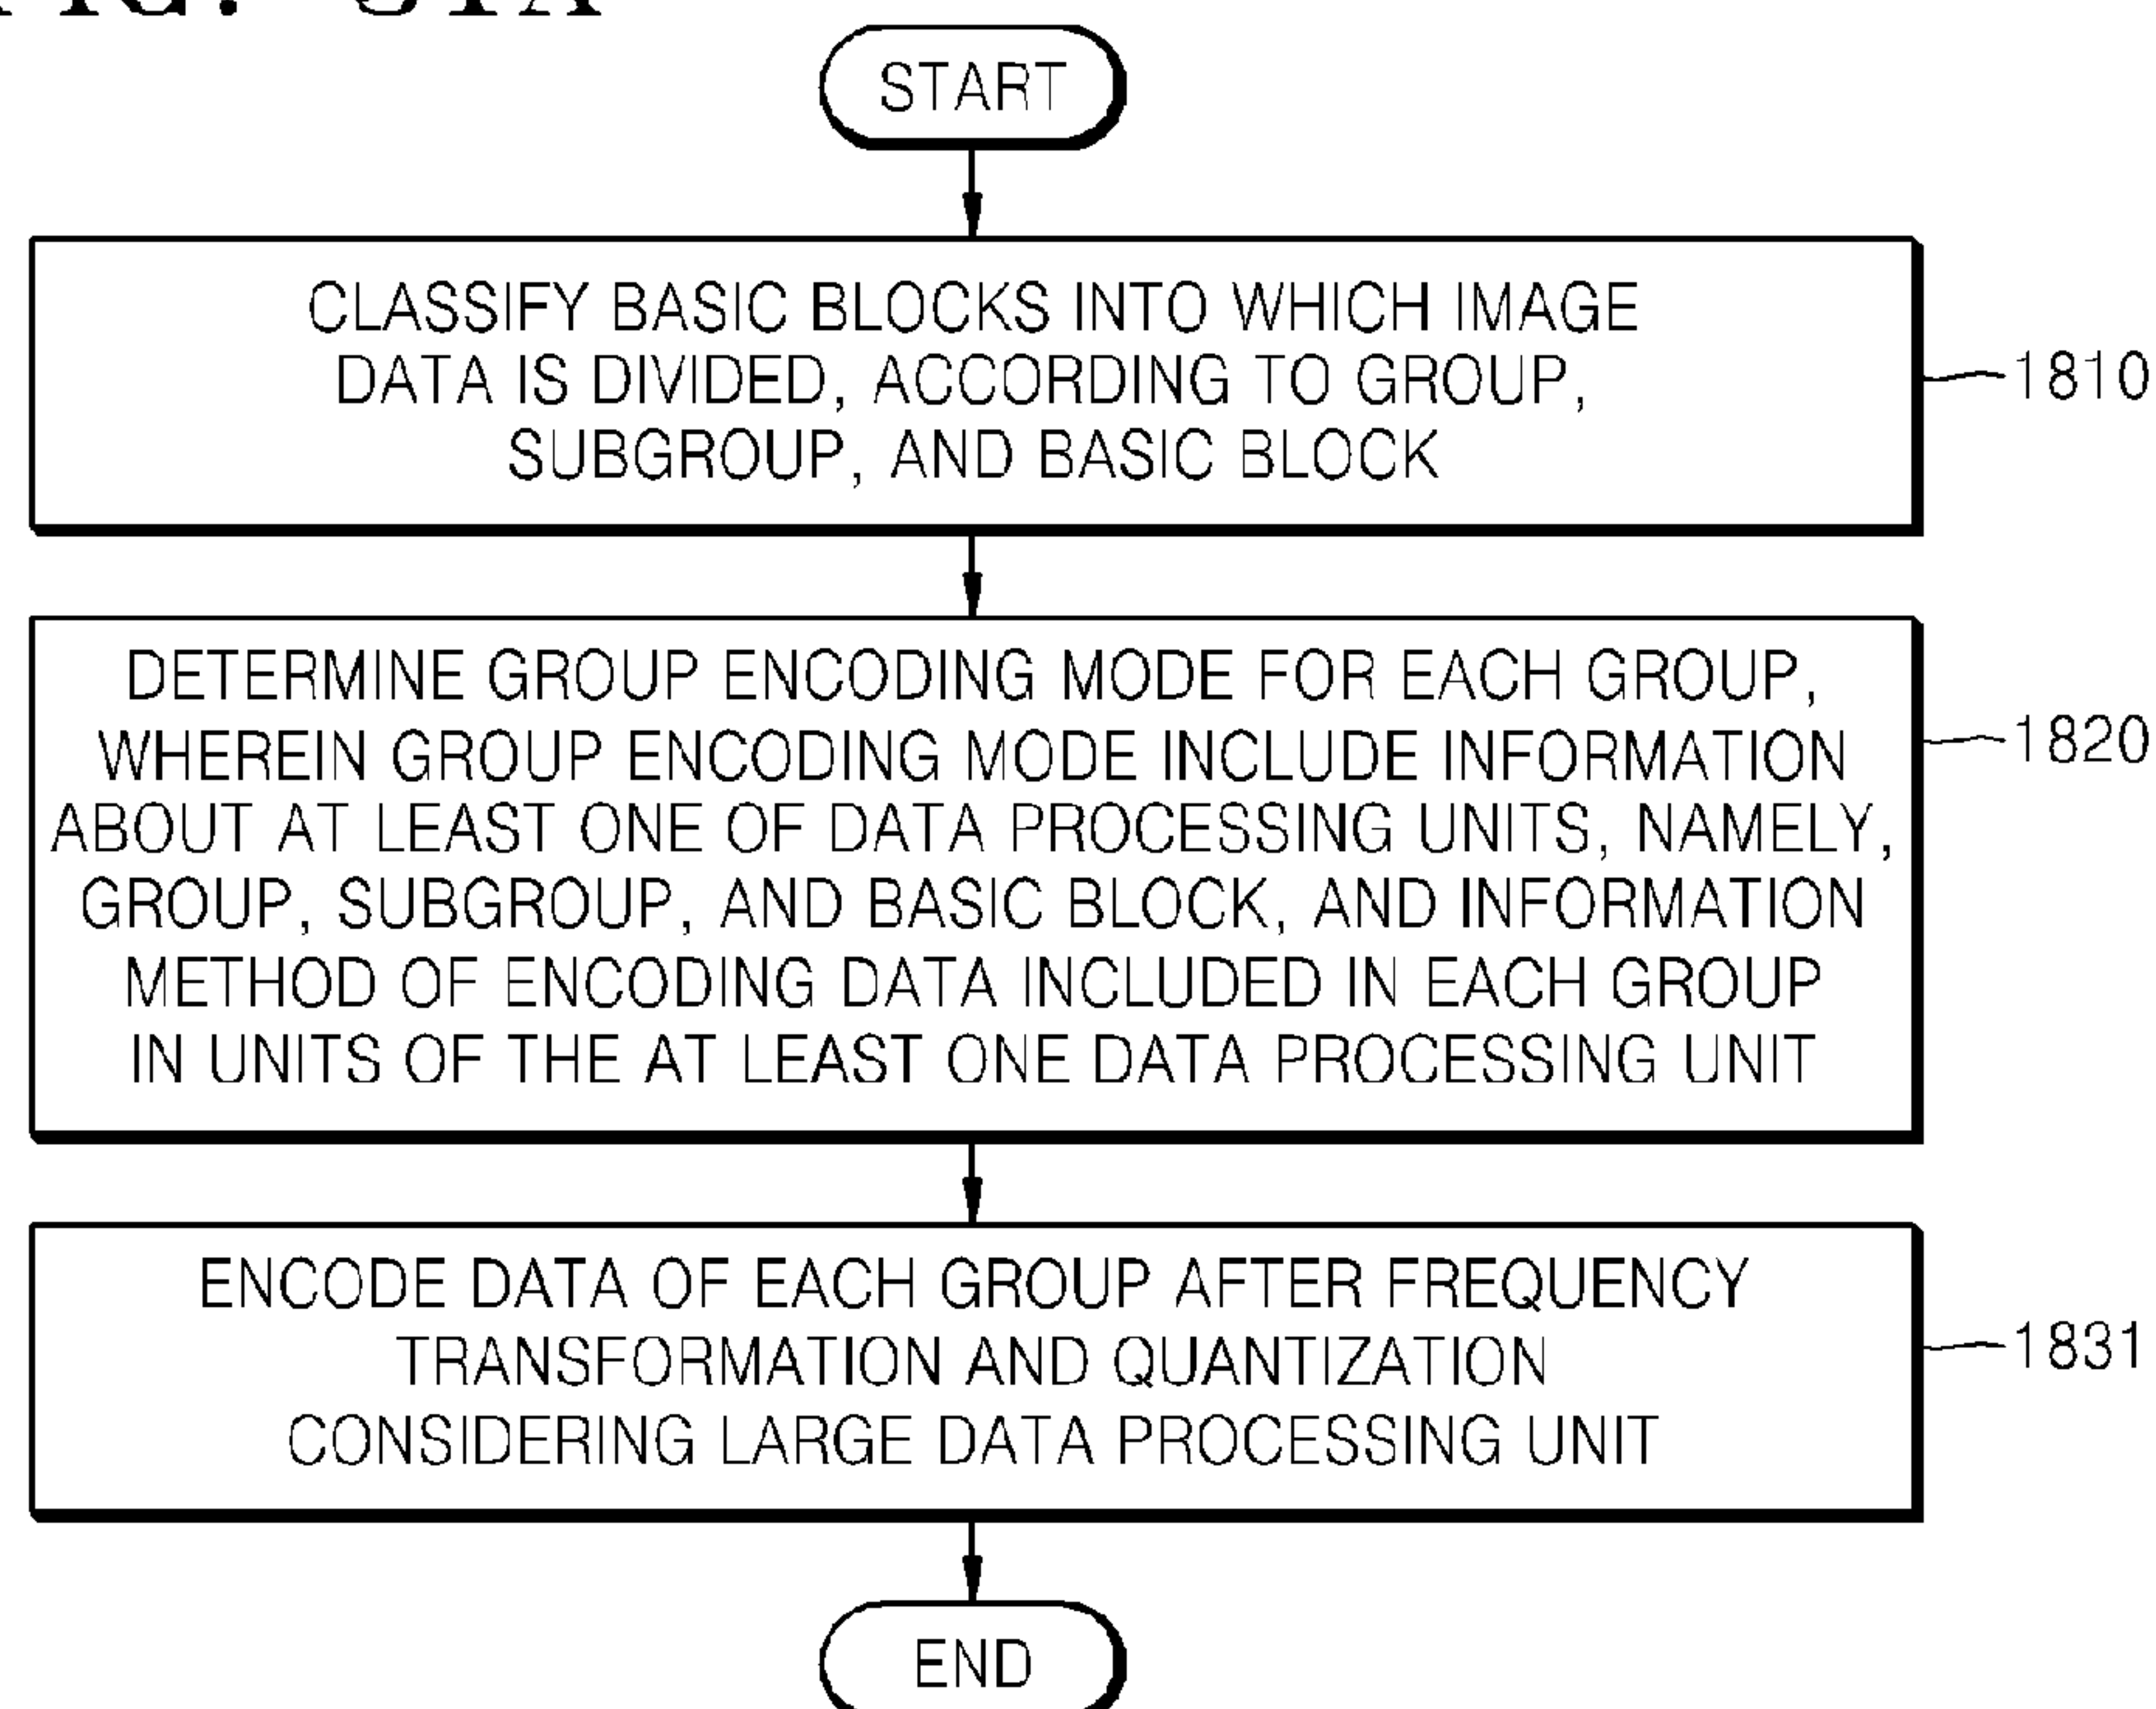 START
CLASSIFY BASIC BLOCKS INTO WHICH IMAGE
DATA IS DIVIDED, ACCORDING TO GROUP,
SUBGROUP, AND BASIC BLOCK
1810
DETERMINE GROUP ENCODING MODE FOR EACH GROUP,
WHEREIN GROUP ENCODING MODE INCLUDE INFORMATION
ABOUT AT LEAST ONE OF DATA PROCESSING UNITS, NAMELY,
GROUP, SUBGROUP, AND BASIC BLOCK, AND INFORMATION
METHOD OF ENCODING DATA INCLUDED IN EACH GROUP
IN UNITS OF THE AT LEAST ONE DATA PROCESSING UNIT
1820
ENCODE DATA OF EACH GROUP AFTER FREQUENCY
TRANSFORMATION AND QUANTIZATION
CONSIDERING LARGE DATA PROCESSING UNIT
1831
END